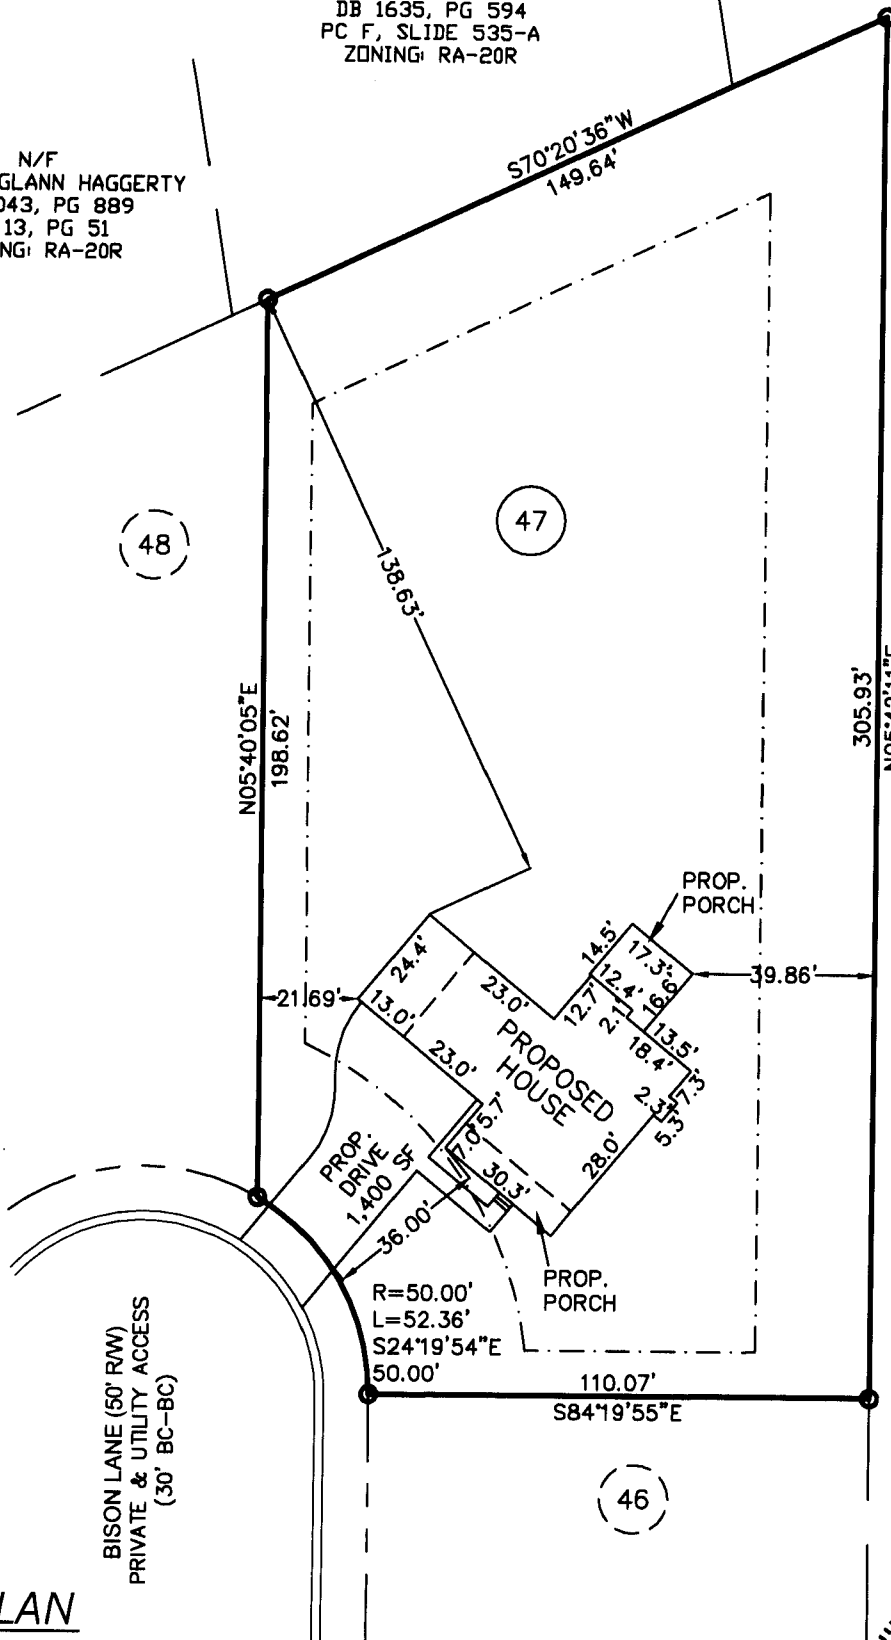 DB 1635, PG 594
PC F, SLIDE 535-A
ZONING: RA-20R
N/F
GLANN HAGGERTY
043, PG 889
13, PG 51
NG: RA-20R
S70°20'36"W
149.64'
47
48
138.63'
N05°40'05"E
198.62'
305.93'
PROP.
PORCH
14.5'
17.3'
12.4'
16.6'
39.86'
24.4'
21.69'
13.0'
23.0'
12.7'
2.1'
13.5'
18.4'
23.0'
PROPOSED
HOUSE
2.3'
7.3'
5.3'
5.7'
7.0'
28.0'
30.3'
PROP.
DRIVE
1,400 SF
36.00'
PROP.
PORCH
R=50.00'
L=52.36'
S24°19'54"E
50.00'
110.07'
S84°19'55"E
BISON LANE (50' R/W)
PRIVATE & UTILITY ACCESS
(30' BC-BC)
46
LAN